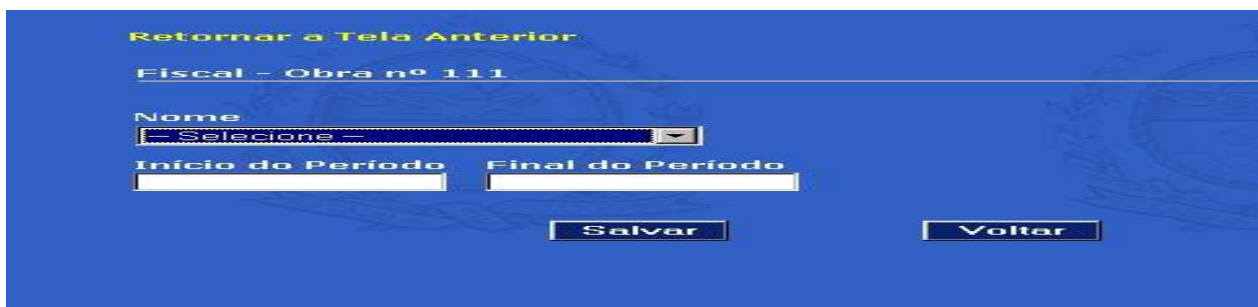 Retornar a Tela Anterior
Fiscal - Obra nº 111
Nome
-- Selecione --
Início do Período Final do Período
Salvar Voltar